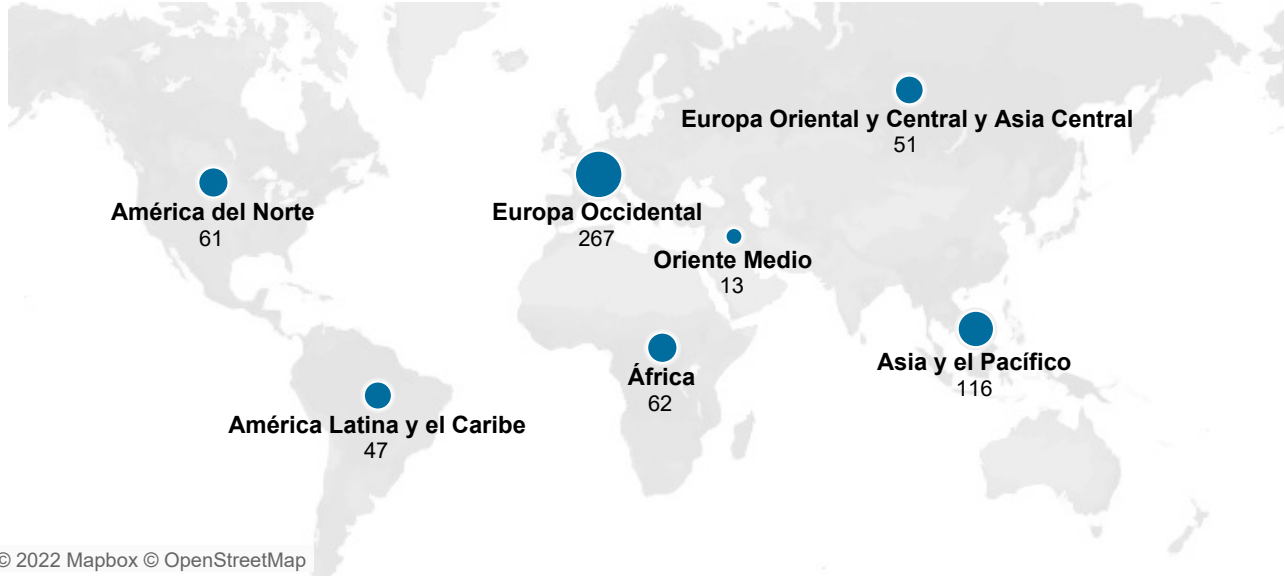 Europa Oriental y Central y Asia Central
51
América del Norte
61
Europa Occidental
267
Oriente Medio
13
Asia y el Pacífico
116
África
62
América Latina y el Caribe
47
© 2022 Mapbox © OpenStreetMap